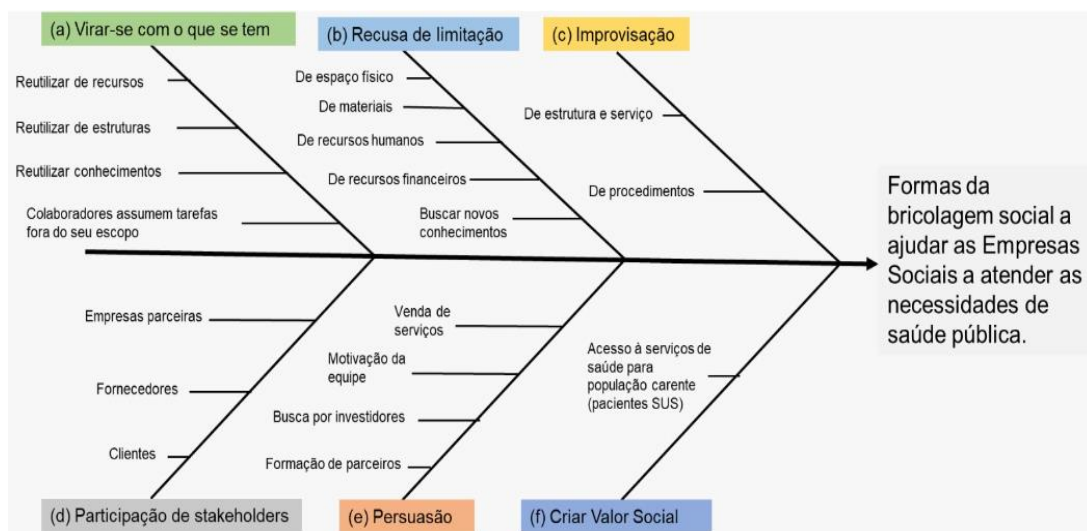 (a) Virar-se com o que se tem
Reutilizar de recursos
Reutilizar de estruturas
Reutilizar conhecimentos
Colaboradores assumem tarefas
fora do seu escopo
(b) Recusa de limitação
De espaço físico
De materiais
De recursos humanos
De recursos financeiros
Buscar novos
conhecimentos
(c) Improvisação
De estrutura e serviço
De procedimentos
Formas da
bricolagem social a
ajudar as Empresas
Sociais a atender as
necessidades de
saúde pública.
Empresas parceiras
Fornecedores
Clientes
(d) Participação de stakeholders
Venda de
serviços
Motivação da
equipe
Busca por investidores
Formação de parceiros
(e) Persuasão
Acesso à serviços de
saúde para
população carente
(pacientes SUS)
(f) Criar Valor Social